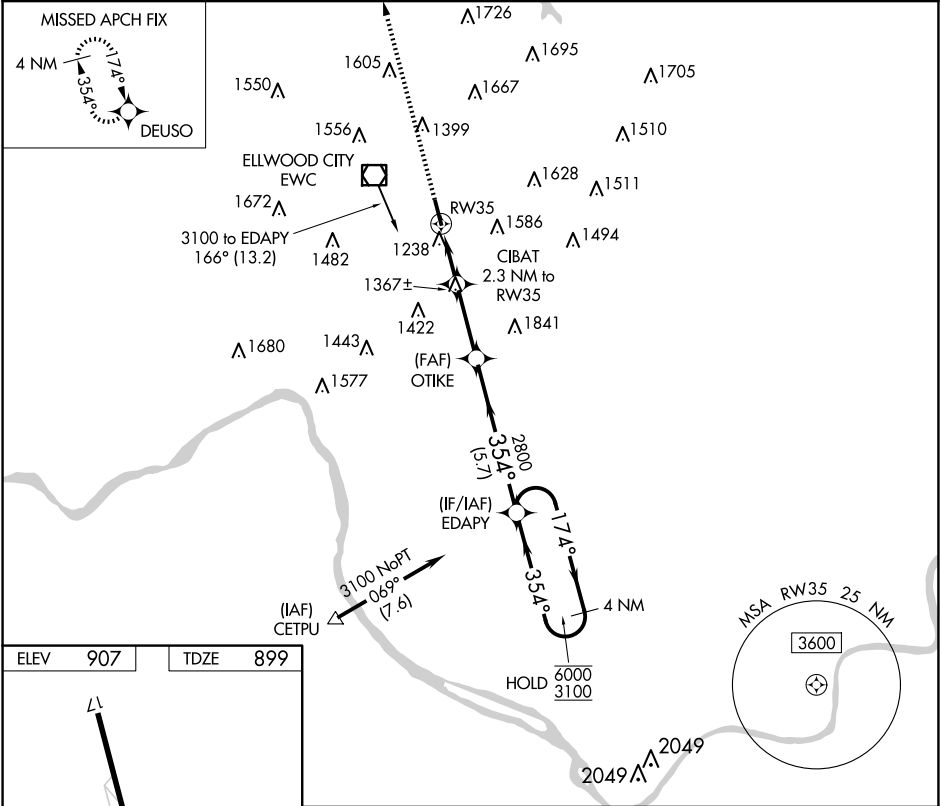 MISSED APCH FIX
4 NM
354°
174°
DEUSO
1726
1695
1605
1705
1550
1667
1399
1556
1510
ELLWOOD CITY
EWC
1628
1511
1672
RW35
1586
3100 to EDAPY
166° (13.2)
1482
1238
1494
CIBAT
2.3 NM to
RW35
1367±
1422
1841
1680
1443
(FAF)
OTIKE
1577
354°
2800
(5.7)
(IF/IAF)
EDAPY
174°
354°
3100 NoPT
069°
(7.6)
(IAF)
CETPU
4 NM
HOLD
6000
3100
MSA RW35 25 NM
3600
ELEV 907
TDZE 899
17
2049
2049